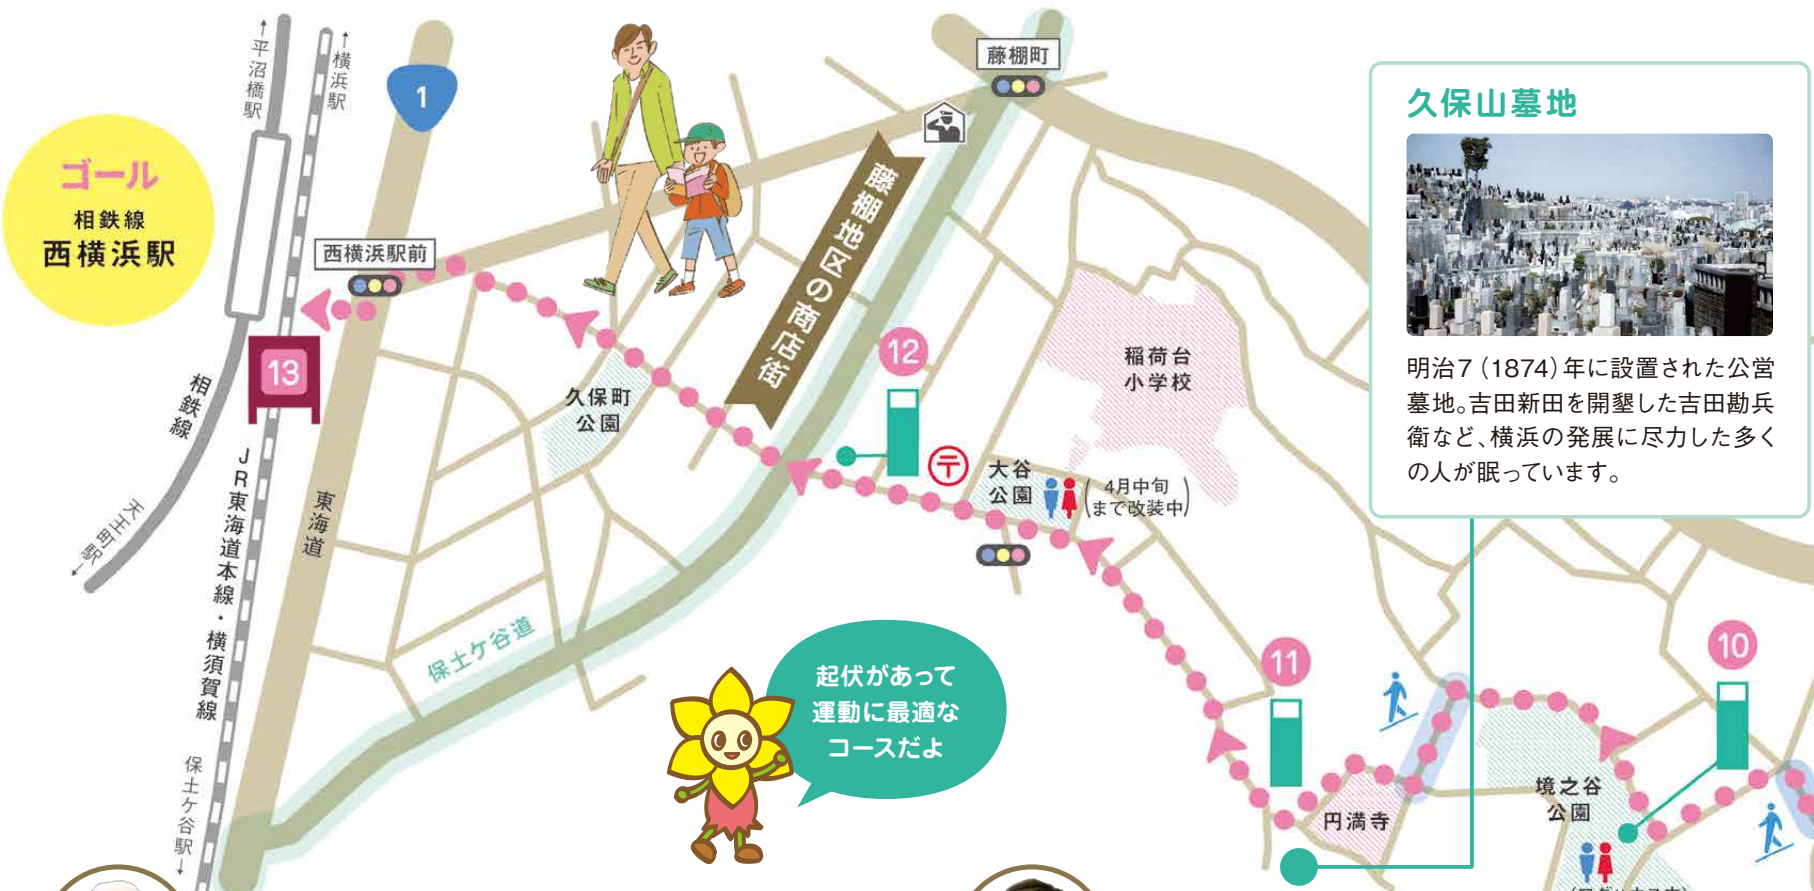 ←平沼橋駅
←横浜駅
1
藤棚町
ゴール
相鉄線
西横浜駅
西横浜駅前
藤棚地区の商店街
久保山墓地
明治7(1874)年に設置された公営
墓地。吉田新田を開墾した吉田勘兵
衛など、横浜の発展に尽力した多く
の人が眠っています。
12
稲荷台
小学校
13
相鉄線
久保町
公園
〒
大谷
公園
(4月中旬
まで改装中)
天王町駅→
JR東海道本線・横須賀線
東海道
保土ケ谷道
起伏があって
運動に最適な
コースだよ
11
10
保土ケ谷駅→
円満寺
境之谷
公園